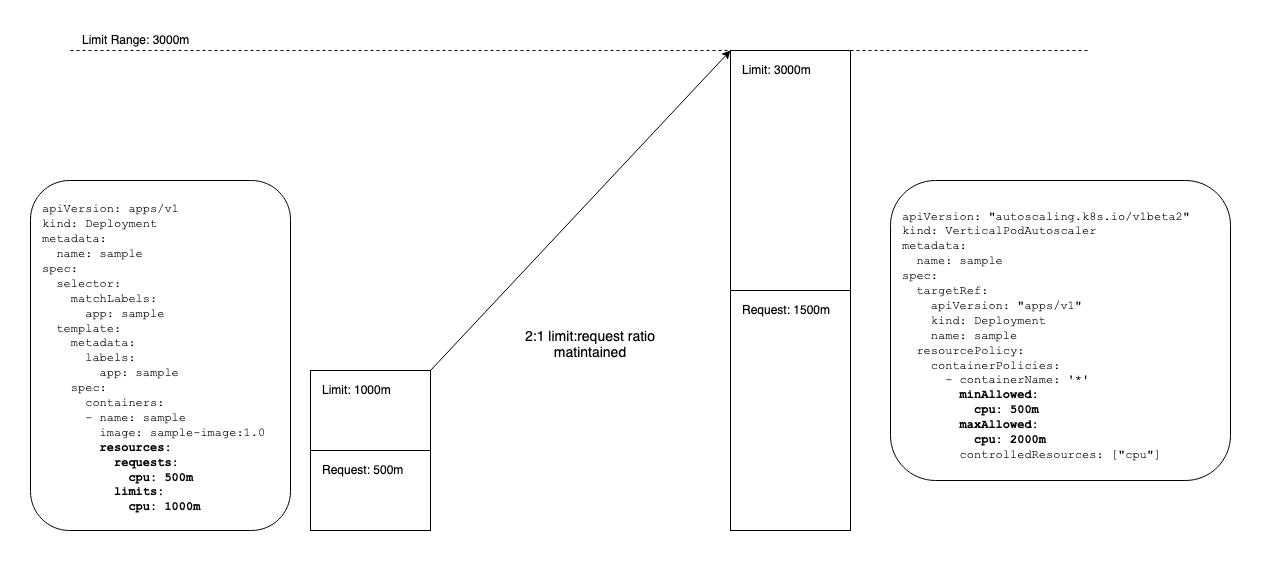 Limit Range: 3000m
Limit: 3000m
apiVersion: apps/v1
kind: Deployment
metadata:
  name: sample
spec:
  selector:
    matchLabels:
      app: sample
  template:
    metadata:
      labels:
        app: sample
    spec:
      containers:
      - name: sample
        image: sample-image:1.0
        resources:
          requests:
            cpu: 500m
          limits:
            cpu: 1000m
Limit: 1000m
Request: 500m
2:1 limit:request ratio
matintained
Request: 1500m
apiVersion: "autoscaling.k8s.io/v1beta2"
kind: VerticalPodAutoscaler
metadata:
  name: sample
spec:
  targetRef:
    apiVersion: "apps/v1"
    kind: Deployment
    name: sample
  resourcePolicy:
    containerPolicies:
      - containerName: '*'
        minAllowed:
          cpu: 500m
        maxAllowed:
          cpu: 2000m
        controlledResources: ["cpu"]